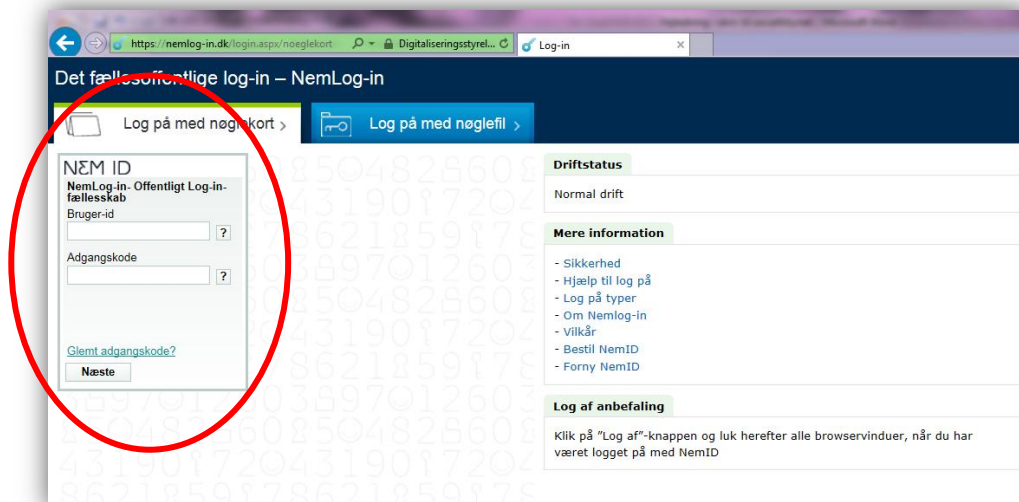 https://nemlog-in.dk/login.aspx/noeglekort
Digitaliseringsstyrel...
Log-in
Det fællesoffentlige log-in – NemLog-in
Log på med nøglekort >
Log på med nøglefil >
NEM ID
NemLog-in- Offentligt Log-in-
fællesskab
Bruger-id
?
Adgangskode
?
Glemt adgangskode?
Næste
Driftstatus
Normal drift
Mere information
- Sikkerhed
- Hjælp til log på
- Log på typer
- Om Nemlog-in
- Vilkår
- Bestil NemID
- Forny NemID
Log af anbefaling
Klik på ”Log af”-knappen og luk herefter alle browservinduer, når du har
været logget på med NemID